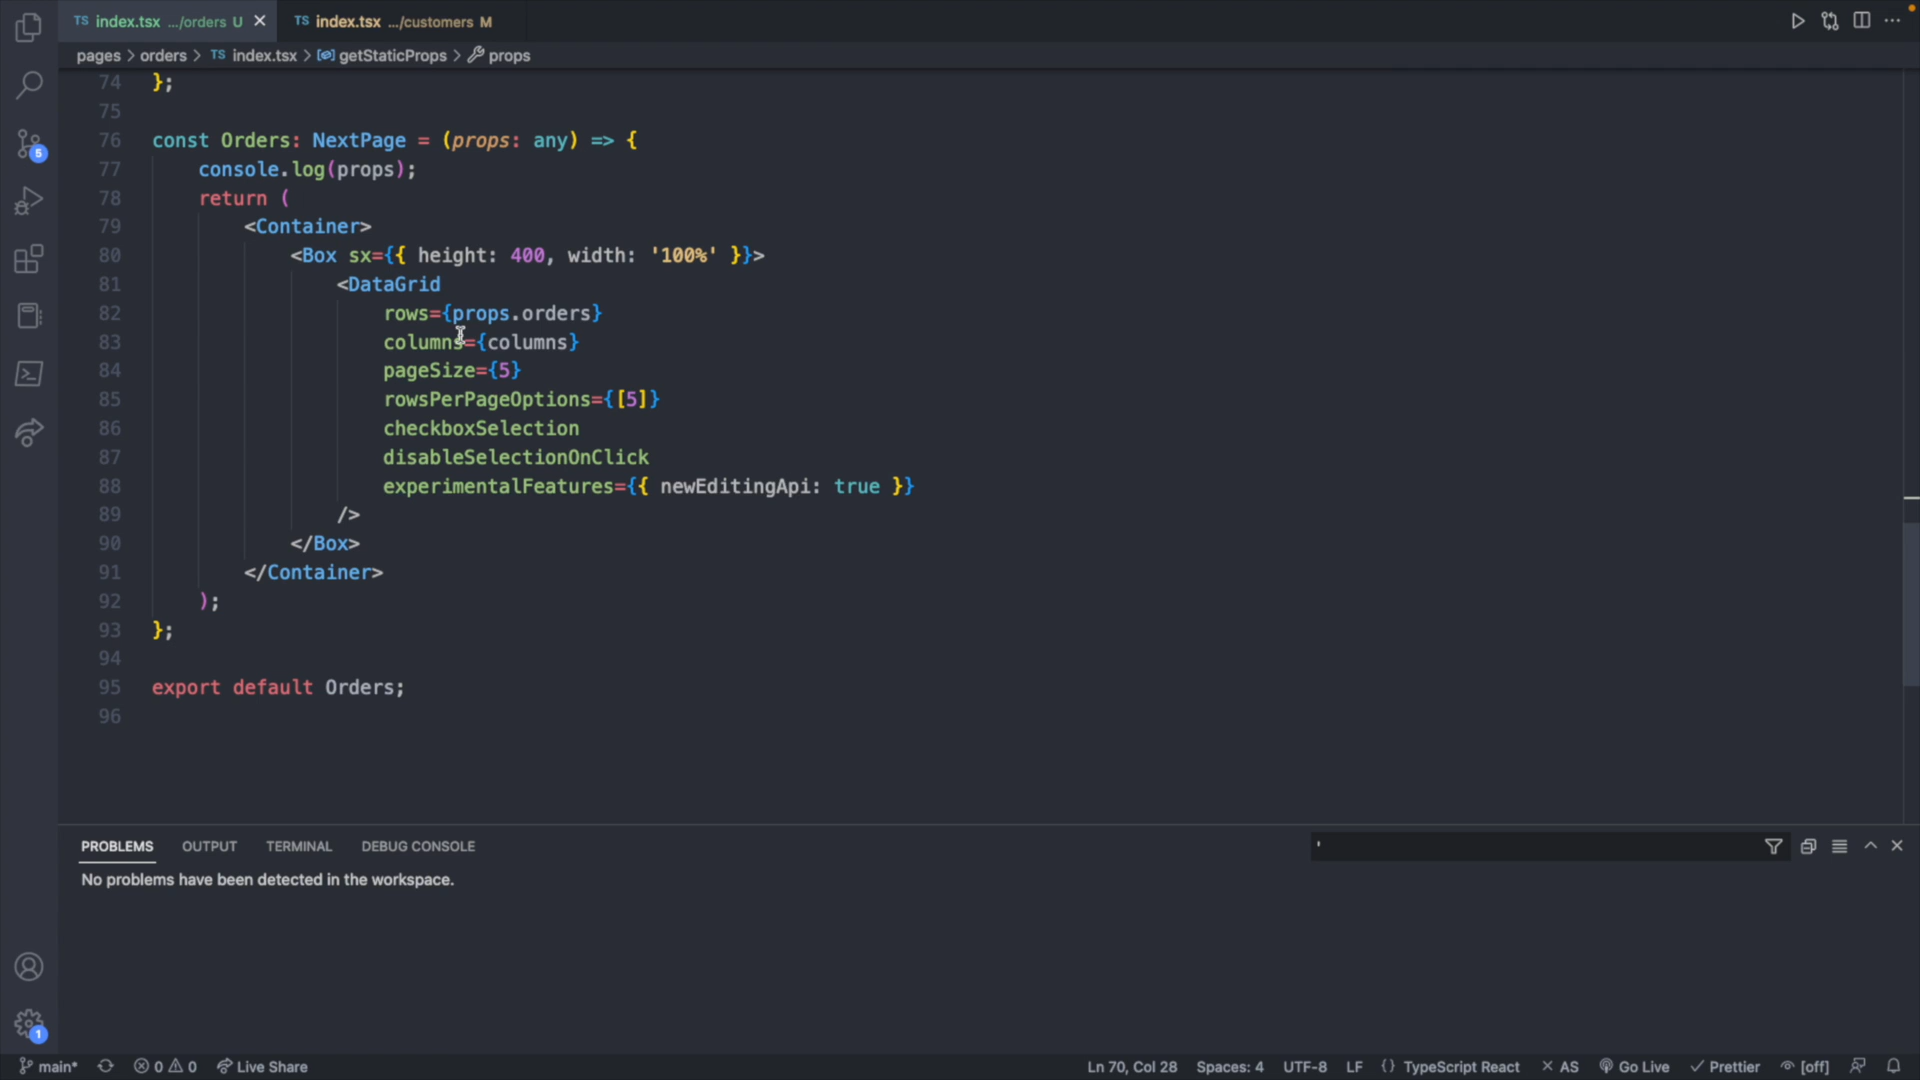 TS index.tsx .../orders U TS index.tsx .../customers M
pages > orders > TS index.tsx > getStaticProps > props
74 };
75
76 const Orders: NextPage = (props: any) => {
77 console.log(props);
78 return (
79 <Container>
80 <Box sx={{ height: 400, width: '100%' }}>
81 <DataGrid
82 rows={props.orders}
83 columns={columns}
84 pageSize={5}
85 rowsPerPageOptions={[5]}
86 checkboxSelection
87 disableSelectionOnClick
88 experimentalFeatures={{ newEditingApi: true }}
89 />
90 </Box>
91 </Container>
92 );
93 };
94
95 export default Orders;
96
5
PROBLEMS OUTPUT TERMINAL DEBUG CONSOLE '
No problems have been detected in the workspace.
1
main* 0 0 Live Share Ln 70, Col 28 Spaces: 4 UTF-8 LF {} TypeScript React AS Go Live Prettier [off]